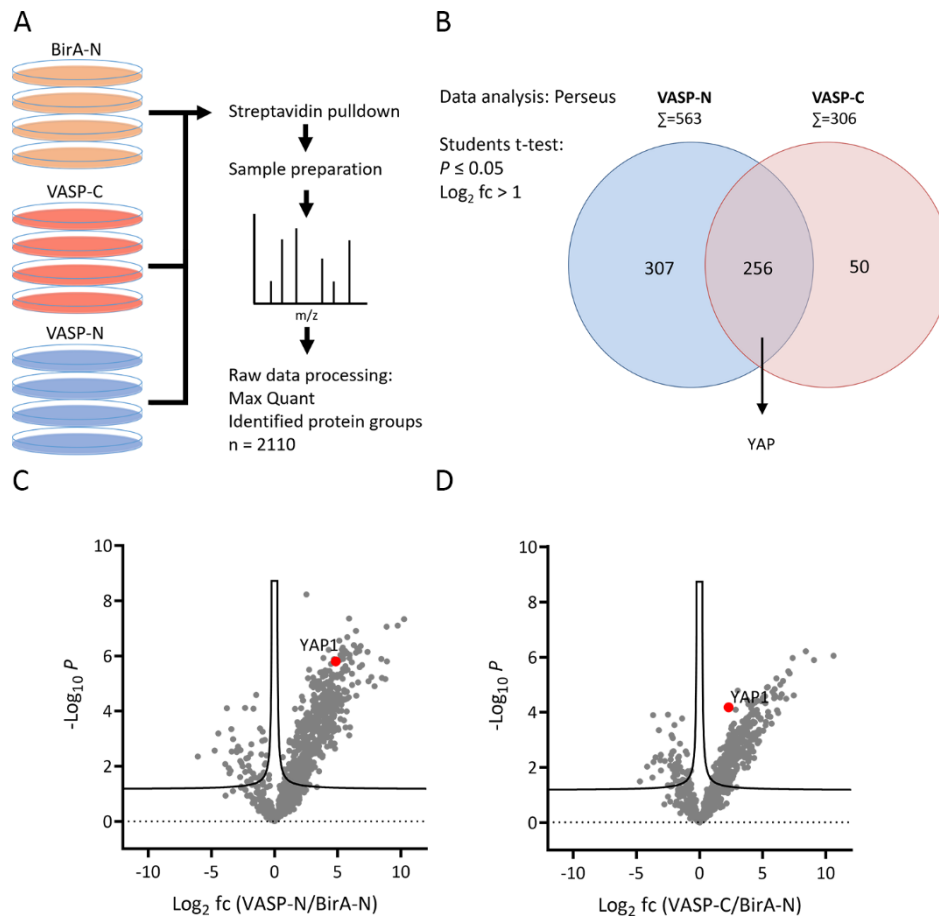 A
BirA-N
VASP-C
VASP-N
Streptavidin pulldown
Sample preparation
m/z
Raw data processing:
Max Quant
Identified protein groups
n = 2110
B
Data analysis: Perseus
Students t-test:
P ≤ 0.05
Log₂ fc > 1
VASP-N
∑=563
VASP-C
∑=306
307
256
50
YAP
C
10
8
6
4
2
0
-Log₁₀ P
YAP1
-10
-5
0
5
10
Log₂ fc (VASP-N/BirA-N)
D
10
8
6
4
2
0
-Log₁₀ P
YAP1
-10
-5
0
5
10
Log₂ fc (VASP-C/BirA-N)